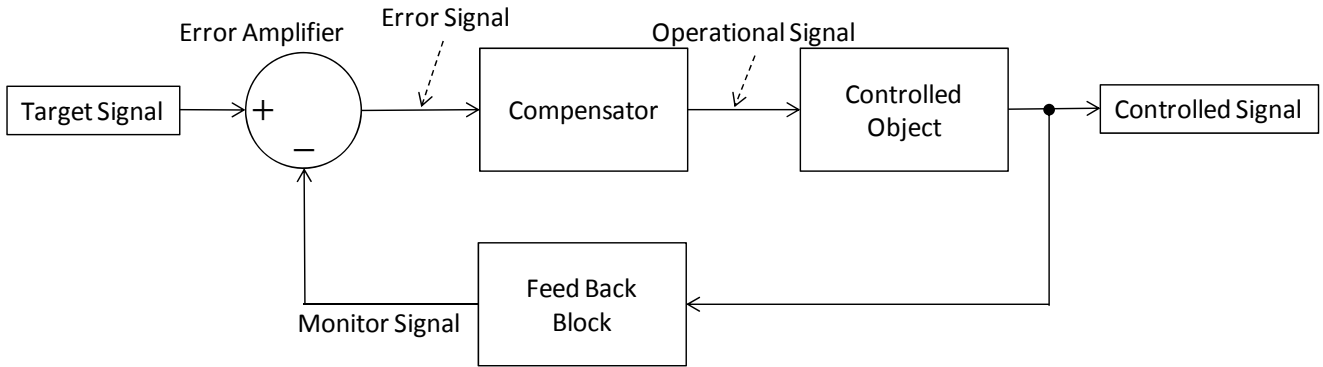 Error Signal
Error Amplifier
Operational Signal
Target Signal
+
−
Compensator
Controlled
Object
Controlled Signal
Feed Back
Block
Monitor Signal